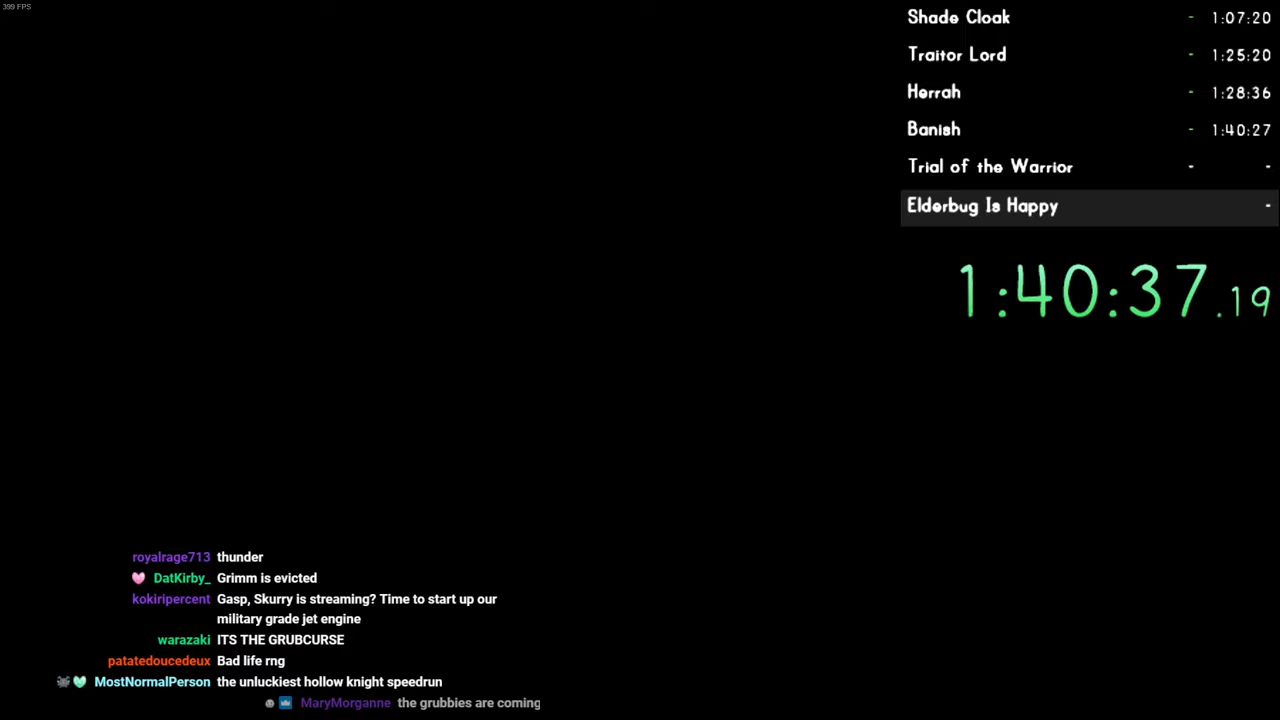 399 FPS
Shade Cloak - 1:07:20
Traitor Lord - 1:25:20
Herrah - 1:28:36
Banish - 1:40:27
Trial of the Warrior - -
Elderbug Is Happy -
1:40:37.19
royalrage713 thunder
DatKirby_ Grimm is evicted
kokiripercent Gasp, Skurry is streaming? Time to start up our
military grade jet engine
warazaki ITS THE GRUBCURSE
patatedoucedeux Bad life rng
MostNormalPerson the unluckiest hollow knight speedrun
MaryMorganne the grubbies are coming